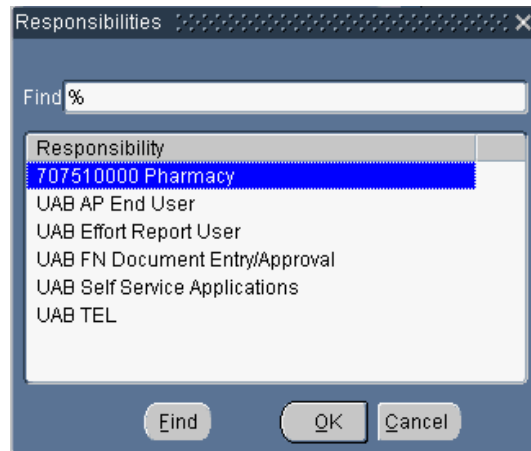 Responsibilities
Find %
Responsibility
707510000 Pharmacy
UAB AP End User
UAB Effort Report User
UAB FN Document Entry/Approval
UAB Self Service Applications
UAB TEL
Find OK Cancel